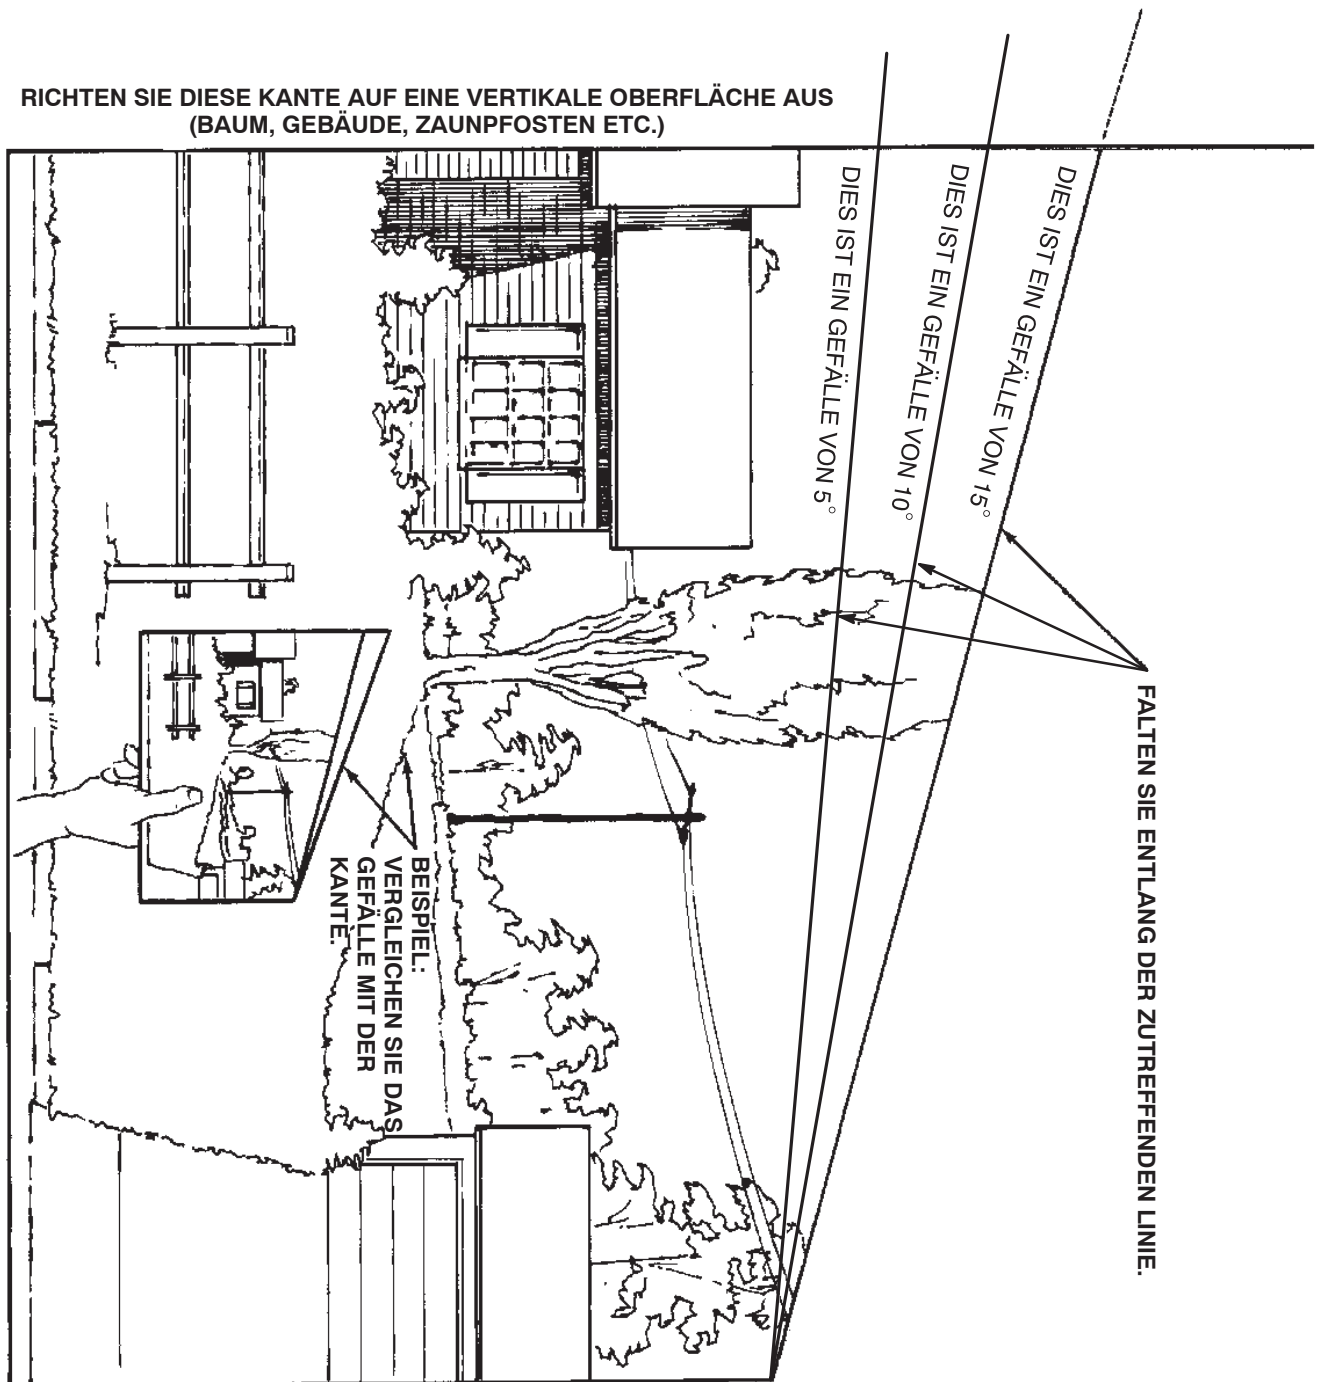 RICHTEN SIE DIESE KANTE AUF EINE VERTIKALE OBERFLÄCHE AUS
(BAUM, GEBÄUDE, ZAUNPFOSTEN ETC.)
DIES IST EIN GEFÄLLE VON 5°
DIES IST EIN GEFÄLLE VON 10°
DIES IST EIN GEFÄLLE VON 15°
FALTEN SIE ENTLANG DER ZUTREFFENDEN LINIE.
BEISPIEL:
VERGLEICHEN SIE DAS
GEFÄLLE MIT DER
KANTE.